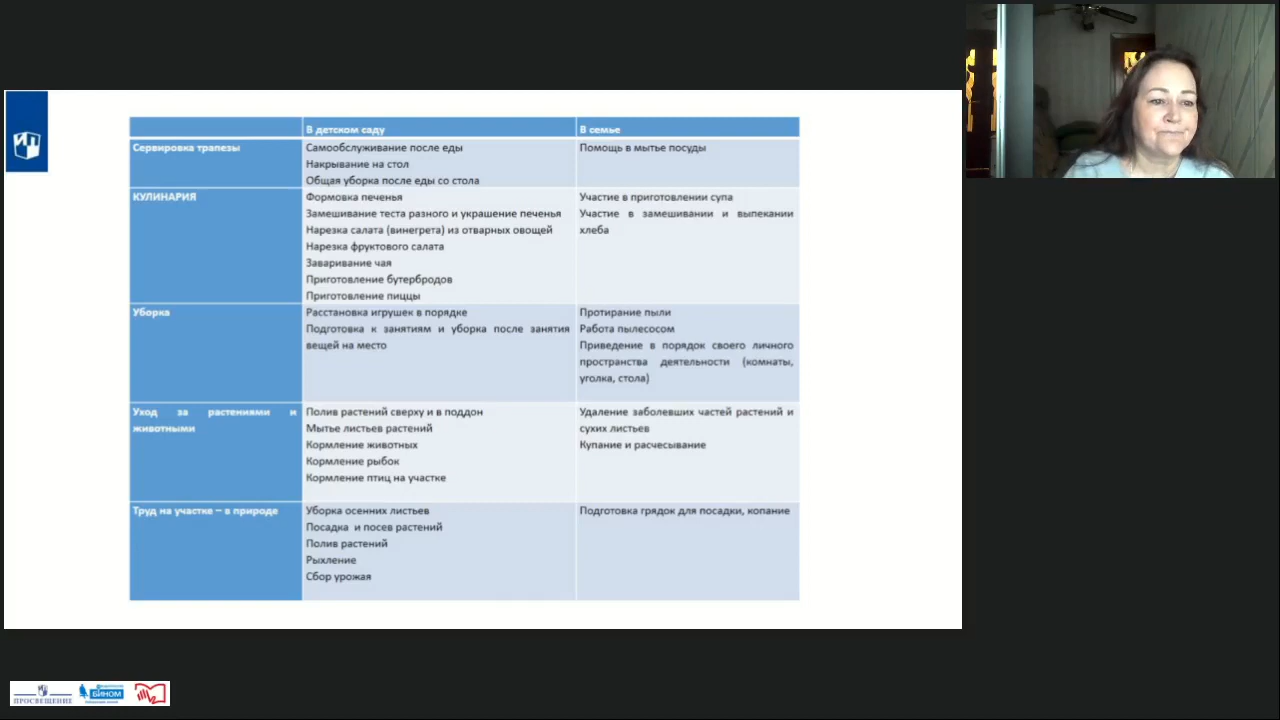 В детском саду
В семье
Сервировка трапезы
Самообслуживание после еды
Накрывание на стол
Общая уборка после еды со стола
Помощь в мытье посуды
КУЛИНАРИЯ
Формовка печенья
Замешивание теста разного и украшение печенья
Нарезка салата (винегрета) из отварных овощей
Нарезка фруктового салата
Заваривание чая
Приготовление бутербродов
Приготовление пиццы
Участие в приготовлении супа
Участие в замешивании и выпекании
хлеба
Уборка
Расстановка игрушек в порядке
Подготовка к занятиям и уборка после занятия
вещей на место
Протирание пыли
Работа пылесосом
Приведение в порядок своего личного
пространства деятельности (комнаты,
уголка, стола)
Уход за растениями и
животными
Полив растений сверху и в поддон
Мытье листьев растений
Кормление животных
Кормление рыбок
Кормление птиц на участке
Удаление заболевших частей растений и
сухих листьев
Купание и расчесывание
Труд на участке – в природе
Уборка осенних листьев
Посадка и посев растений
Полив растений
Рыхление
Сбор урожая
Подготовка грядок для посадки, копание
ПРОСВЕЩЕНИЕ
БИНОМ